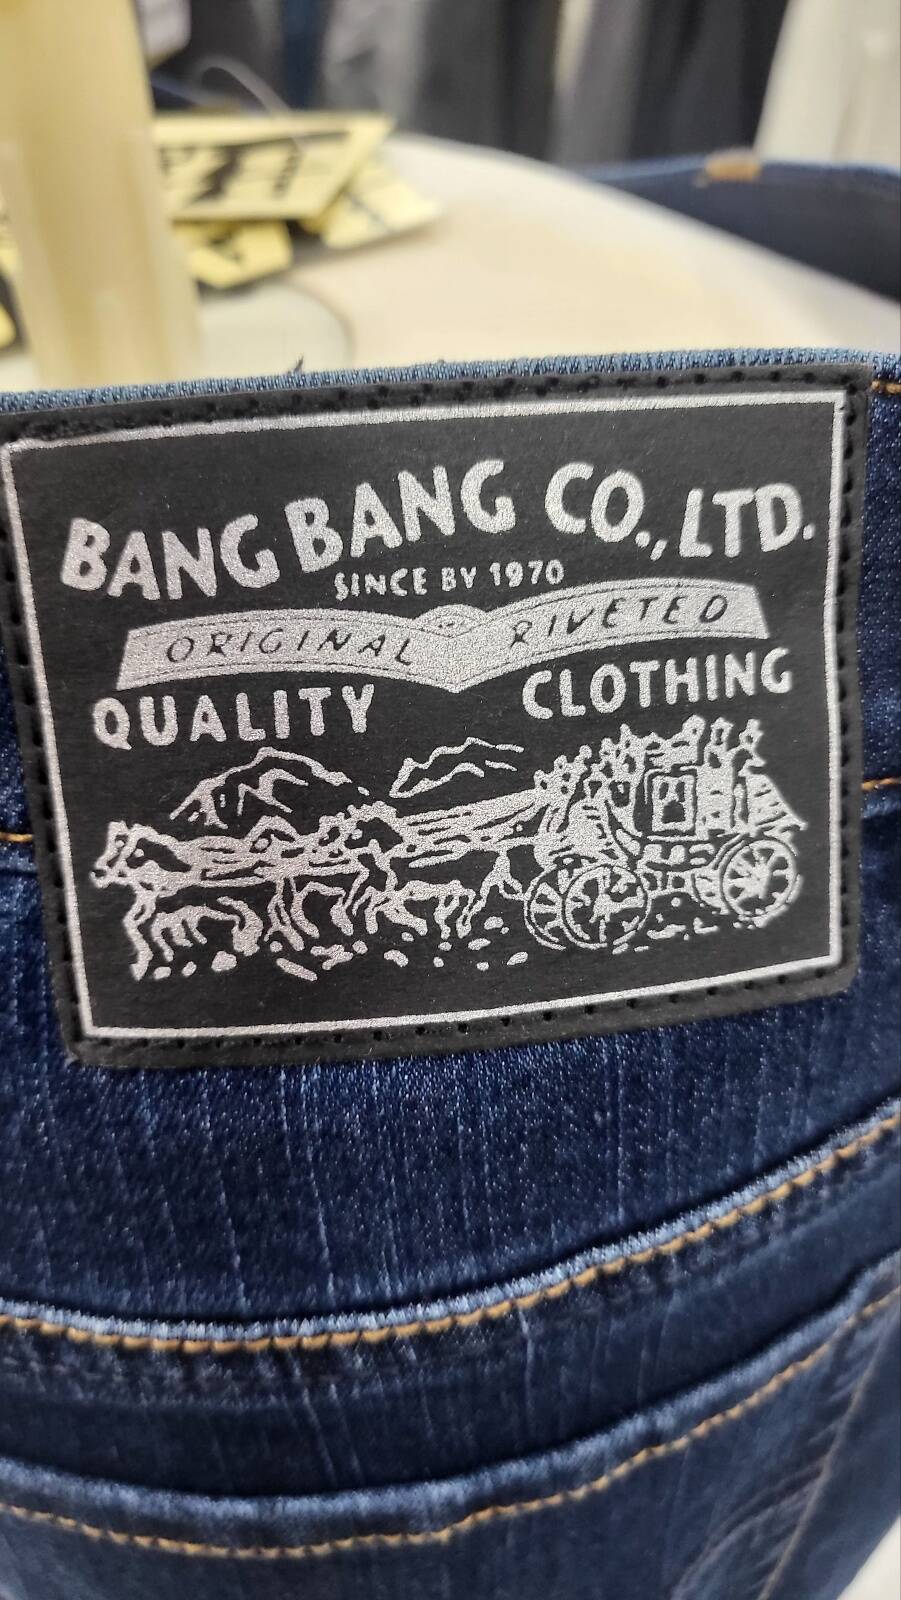 BANG BANG CO., LTD.
SINCE BY 1970
ORIGINAL RIVETED
QUALITY CLOTHING